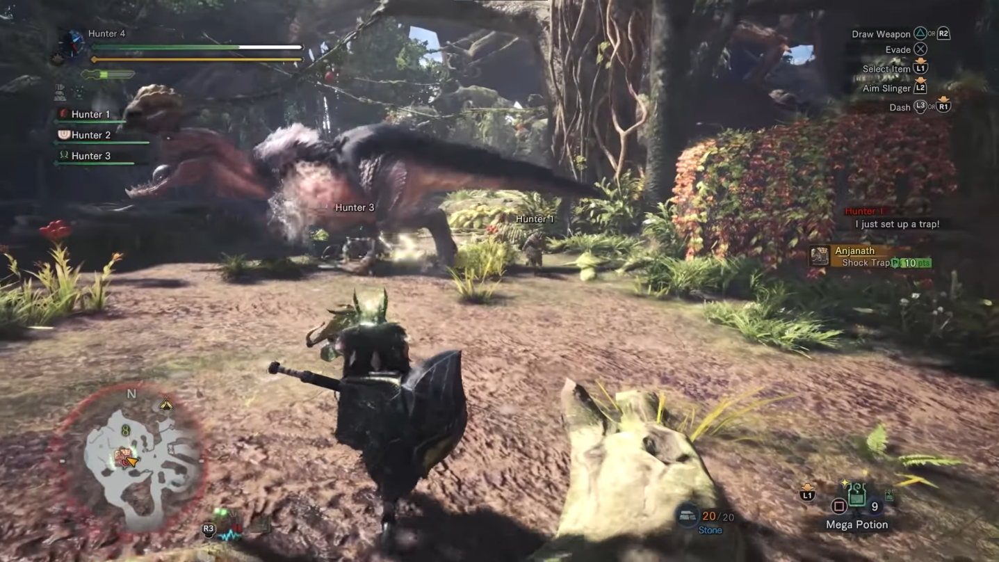 Hunter 4
Hunter 1
Hunter 2
Hunter 3
Draw Weapon OR R2
Evade
Select Item L1
Aim Slinger L2
Dash L3 OR R1
Hunter 3
Hunter 1
Hunter 1
I just set up a trap!
Anjanath
Shock Trap 10 pts
N
8
R3
20/20
Stone
L1
9
Mega Potion